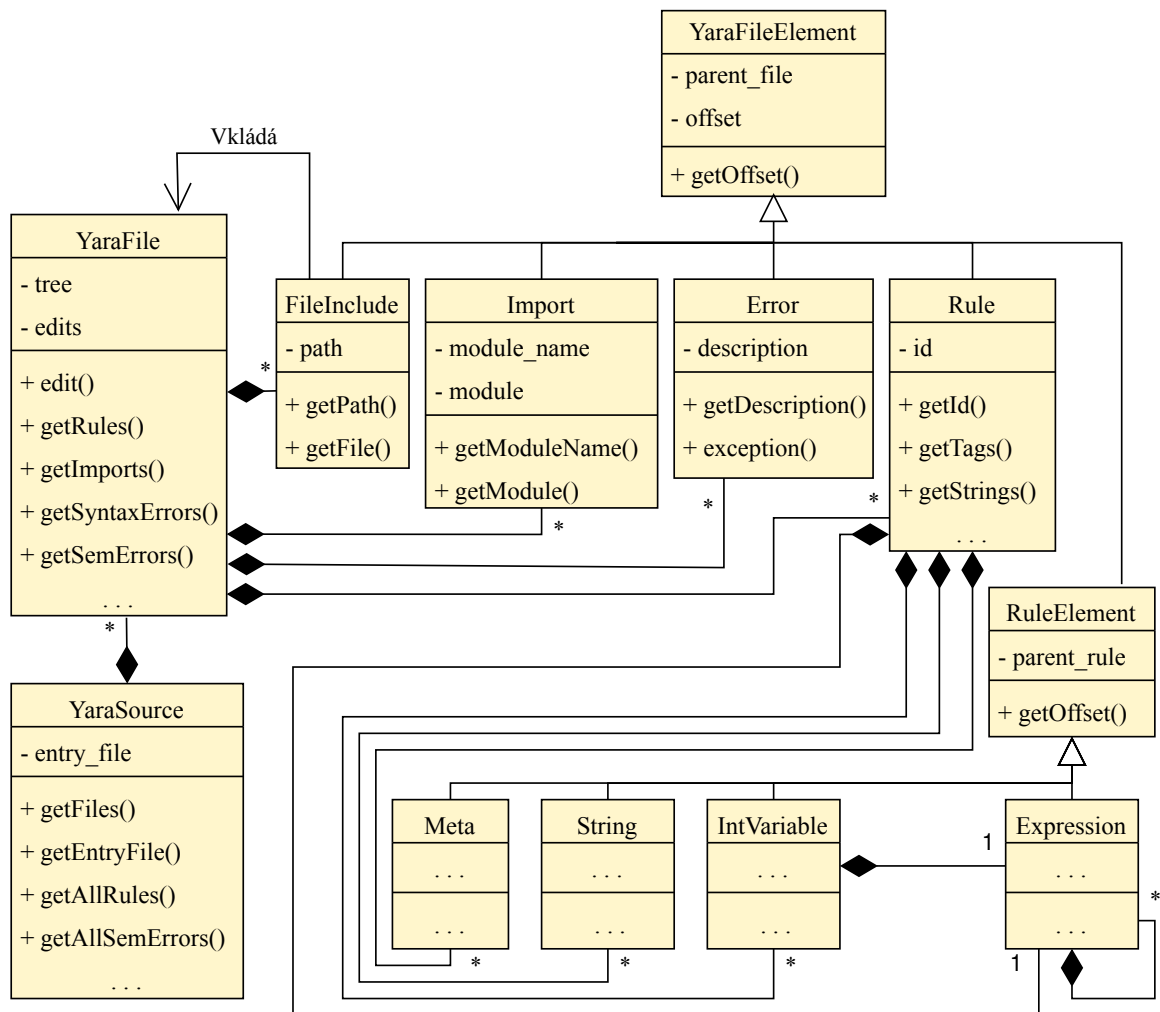 YaraFileElement
- parent_file
- offset
+ getOffset()
Vkládá
YaraFile
- tree
- edits
+ edit()
+ getRules()
+ getImports()
+ getSyntaxErrors()
+ getSemErrors()
. . .
*
FileInclude
- path
+ getPath()
+ getFile()
*
Import
- module_name
- module
+ getModuleName()
+ getModule()
*
Error
- description
+ getDescription()
+ exception()
*
Rule
- id
+ getId()
+ getTags()
+ getStrings()
. . .
*
RuleElement
- parent_rule
+ getOffset()
YaraSource
- entry_file
+ getFiles()
+ getEntryFile()
+ getAllRules()
+ getAllSemErrors()
. . .
Meta
. . .
. . .
*
String
. . .
. . .
*
IntVariable
. . .
. . .
*
1
Expression
. . .
. . .
*
1